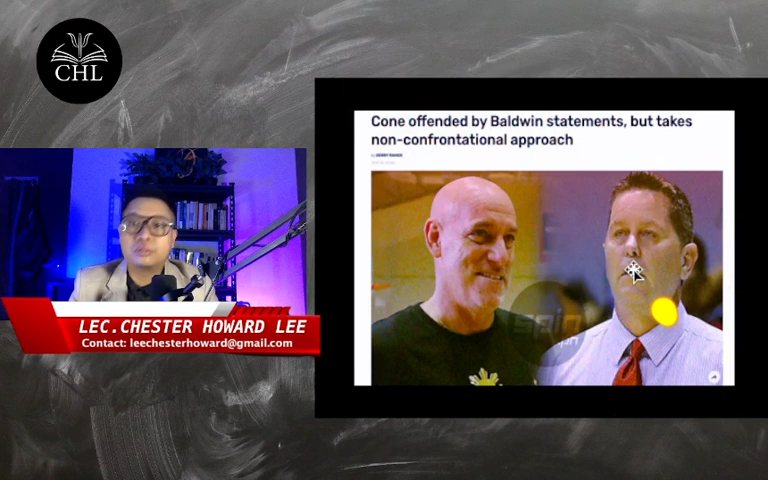 CHL
Cone offended by Baldwin statements, but takes
non-confrontational approach
spin
LEC.CHESTER HOWARD LEE
Contact: leechesterhoward@gmail.com